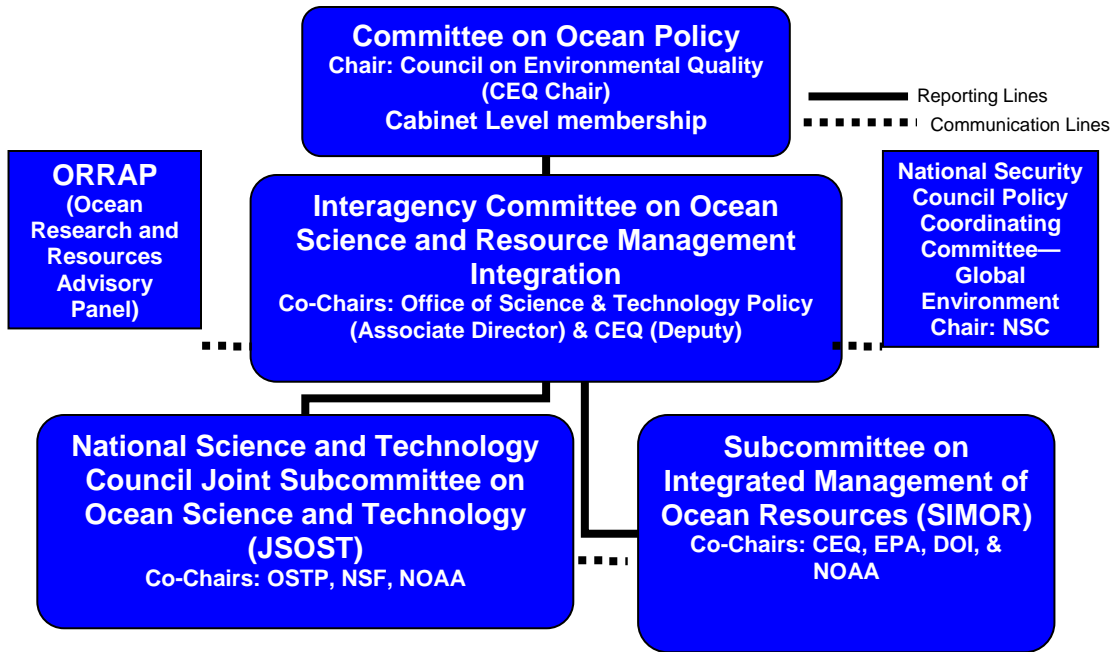 Committee on Ocean Policy
Chair: Council on Environmental Quality
(CEQ Chair)
Cabinet Level membership
Reporting Lines
Communication Lines
ORRAP
(Ocean
Research and
Resources
Advisory
Panel)
Interagency Committee on Ocean
Science and Resource Management
Integration
Co-Chairs: Office of Science & Technology Policy
(Associate Director) & CEQ (Deputy)
National Security
Council Policy
Coordinating
Committee—
Global
Environment
Chair: NSC
National Science and Technology
Council Joint Subcommittee on
Ocean Science and Technology
(JSOST)
Co-Chairs: OSTP, NSF, NOAA
Subcommittee on
Integrated Management of
Ocean Resources (SIMOR)
Co-Chairs: CEQ, EPA, DOI, &
NOAA